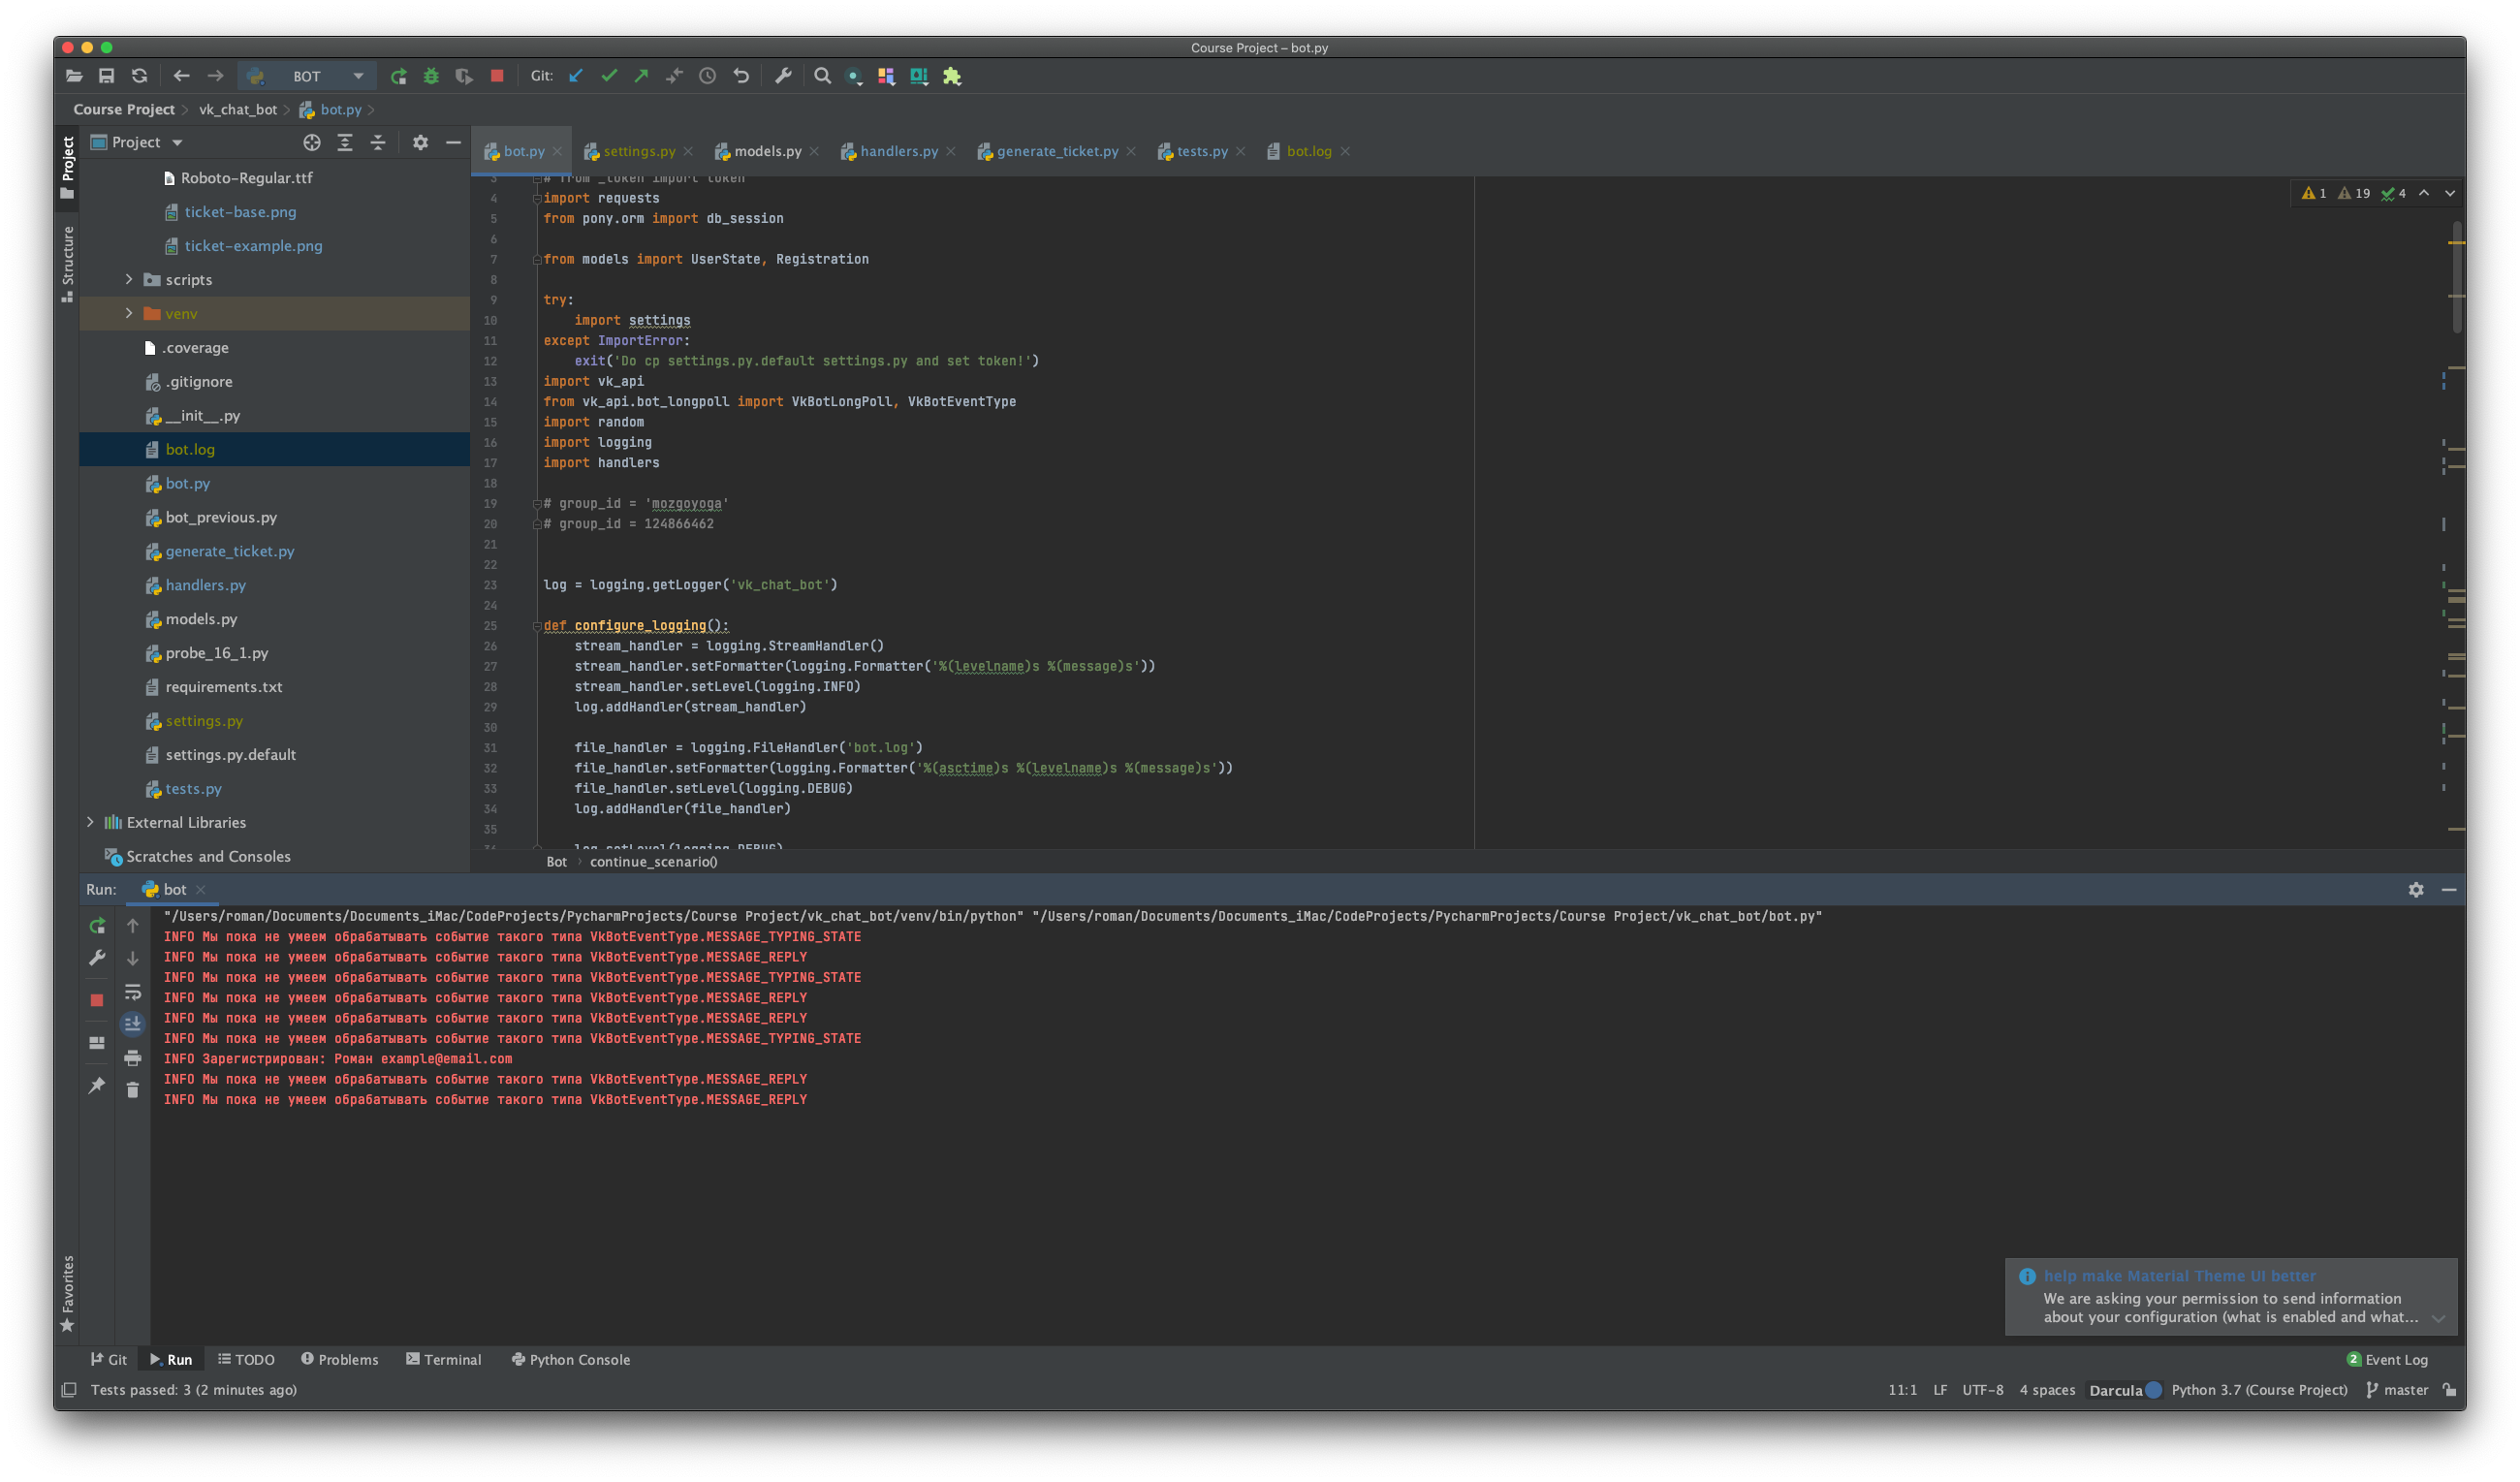 Course Project – bot.py
BOT
Git:
Course Project
vk_chat_bot
bot.py
Project
Structure
Favorites
Project
Roboto-Regular.ttf
ticket-base.png
ticket-example.png
scripts
venv
.coverage
.gitignore
__init__.py
bot.log
bot.py
bot_previous.py
generate_ticket.py
handlers.py
models.py
probe_16_1.py
requirements.txt
settings.py
settings.py.default
tests.py
External Libraries
Scratches and Consoles
bot.py
settings.py
models.py
handlers.py
generate_ticket.py
tests.py
bot.log
1 19 4
3 # from _token import token
4 import requests
5 from pony.orm import db_session
6
7 from models import UserState, Registration
8
9 try:
10 import settings
11 except ImportError:
12 exit('Do cp settings.py.default settings.py and set token!')
13 import vk_api
14 from vk_api.bot_longpoll import VkBotLongPoll, VkBotEventType
15 import random
16 import logging
17 import handlers
18
19 # group_id = 'mozgoyoga'
20 # group_id = 124866462
21
22
23 log = logging.getLogger('vk_chat_bot')
24
25 def configure_logging():
26 stream_handler = logging.StreamHandler()
27 stream_handler.setFormatter(logging.Formatter('%(levelname)s %(message)s'))
28 stream_handler.setLevel(logging.INFO)
29 log.addHandler(stream_handler)
30
31 file_handler = logging.FileHandler('bot.log')
32 file_handler.setFormatter(logging.Formatter('%(asctime)s %(levelname)s %(message)s'))
33 file_handler.setLevel(logging.DEBUG)
34 log.addHandler(file_handler)
35
36 log.setLevel(logging.DEBUG)
Bot
continue_scenario()
Run:
bot
"/Users/roman/Documents/Documents_iMac/CodeProjects/PycharmProjects/Course Project/vk_chat_bot/venv/bin/python" "/Users/roman/Documents/Documents_iMac/CodeProjects/PycharmProjects/Course Project/vk_chat_bot/bot.py"
INFO Мы пока не умеем обрабатывать событие такого типа VkBotEventType.MESSAGE_TYPING_STATE
INFO Мы пока не умеем обрабатывать событие такого типа VkBotEventType.MESSAGE_REPLY
INFO Мы пока не умеем обрабатывать событие такого типа VkBotEventType.MESSAGE_TYPING_STATE
INFO Мы пока не умеем обрабатывать событие такого типа VkBotEventType.MESSAGE_REPLY
INFO Мы пока не умеем обрабатывать событие такого типа VkBotEventType.MESSAGE_REPLY
INFO Мы пока не умеем обрабатывать событие такого типа VkBotEventType.MESSAGE_TYPING_STATE
INFO Зарегистрирован: Роман example@email.com
INFO Мы пока не умеем обрабатывать событие такого типа VkBotEventType.MESSAGE_REPLY
INFO Мы пока не умеем обрабатывать событие такого типа VkBotEventType.MESSAGE_REPLY
help make Material Theme UI better
We are asking your permission to send information
about your configuration (what is enabled and what...
Git
Run
TODO
Problems
Terminal
Python Console
2 Event Log
Tests passed: 3 (2 minutes ago)
11:1
LF
UTF-8
4 spaces
Darcula
Python 3.7 (Course Project)
master